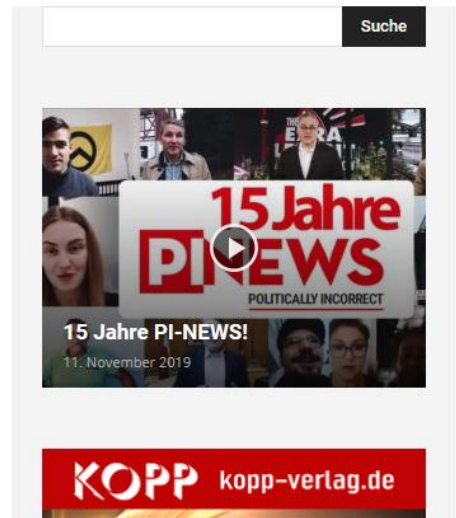 Suche
15 Jahre
PI NEWS
POLITICALLY INCORRECT
15 Jahre PI-NEWS!
11. November 2019
KOPP kopp-verlag.de